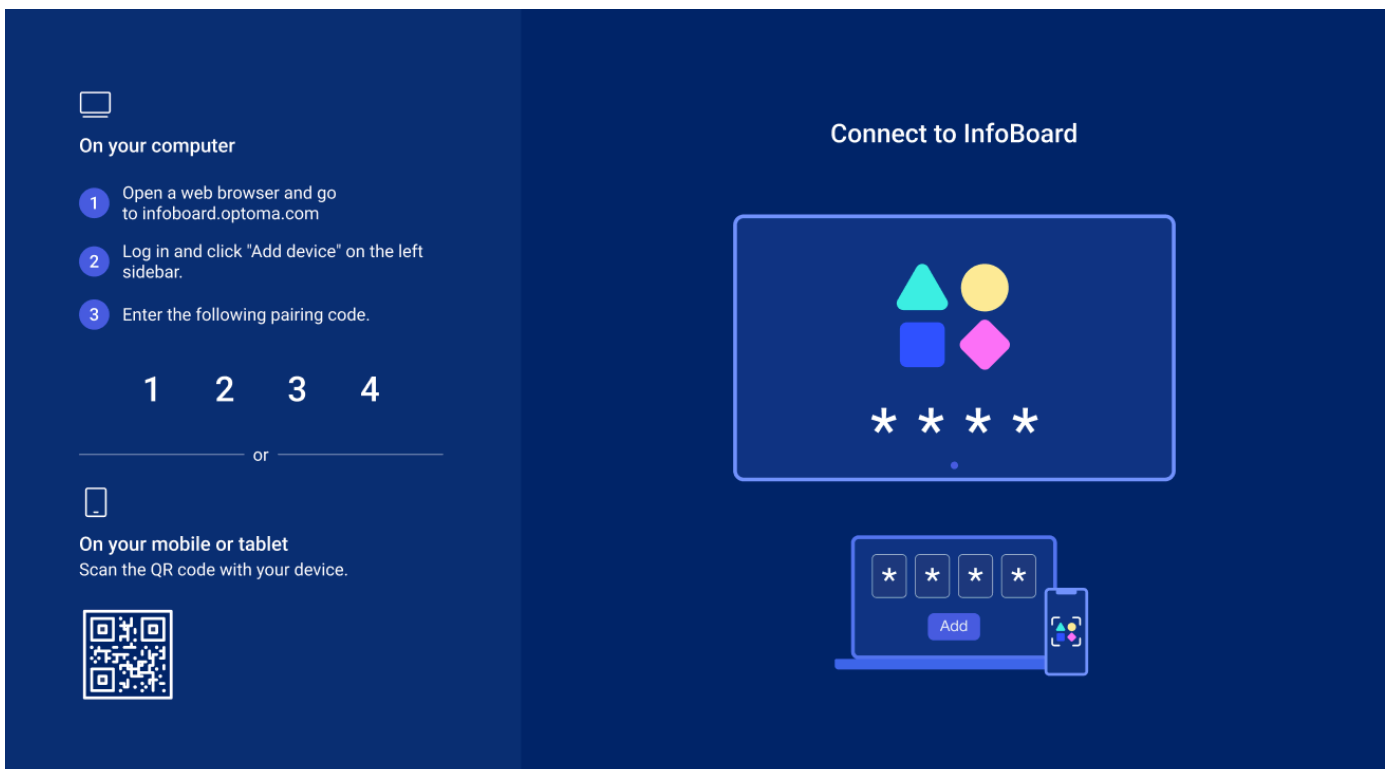 On your computer
1
Open a web browser and go
to infoboard.optoma.com
2
Log in and click "Add device" on the left
sidebar.
3
Enter the following pairing code.
1 2 3 4
or
On your mobile or tablet
Scan the QR code with your device.
Connect to InfoBoard
* * * *
* * * *
Add